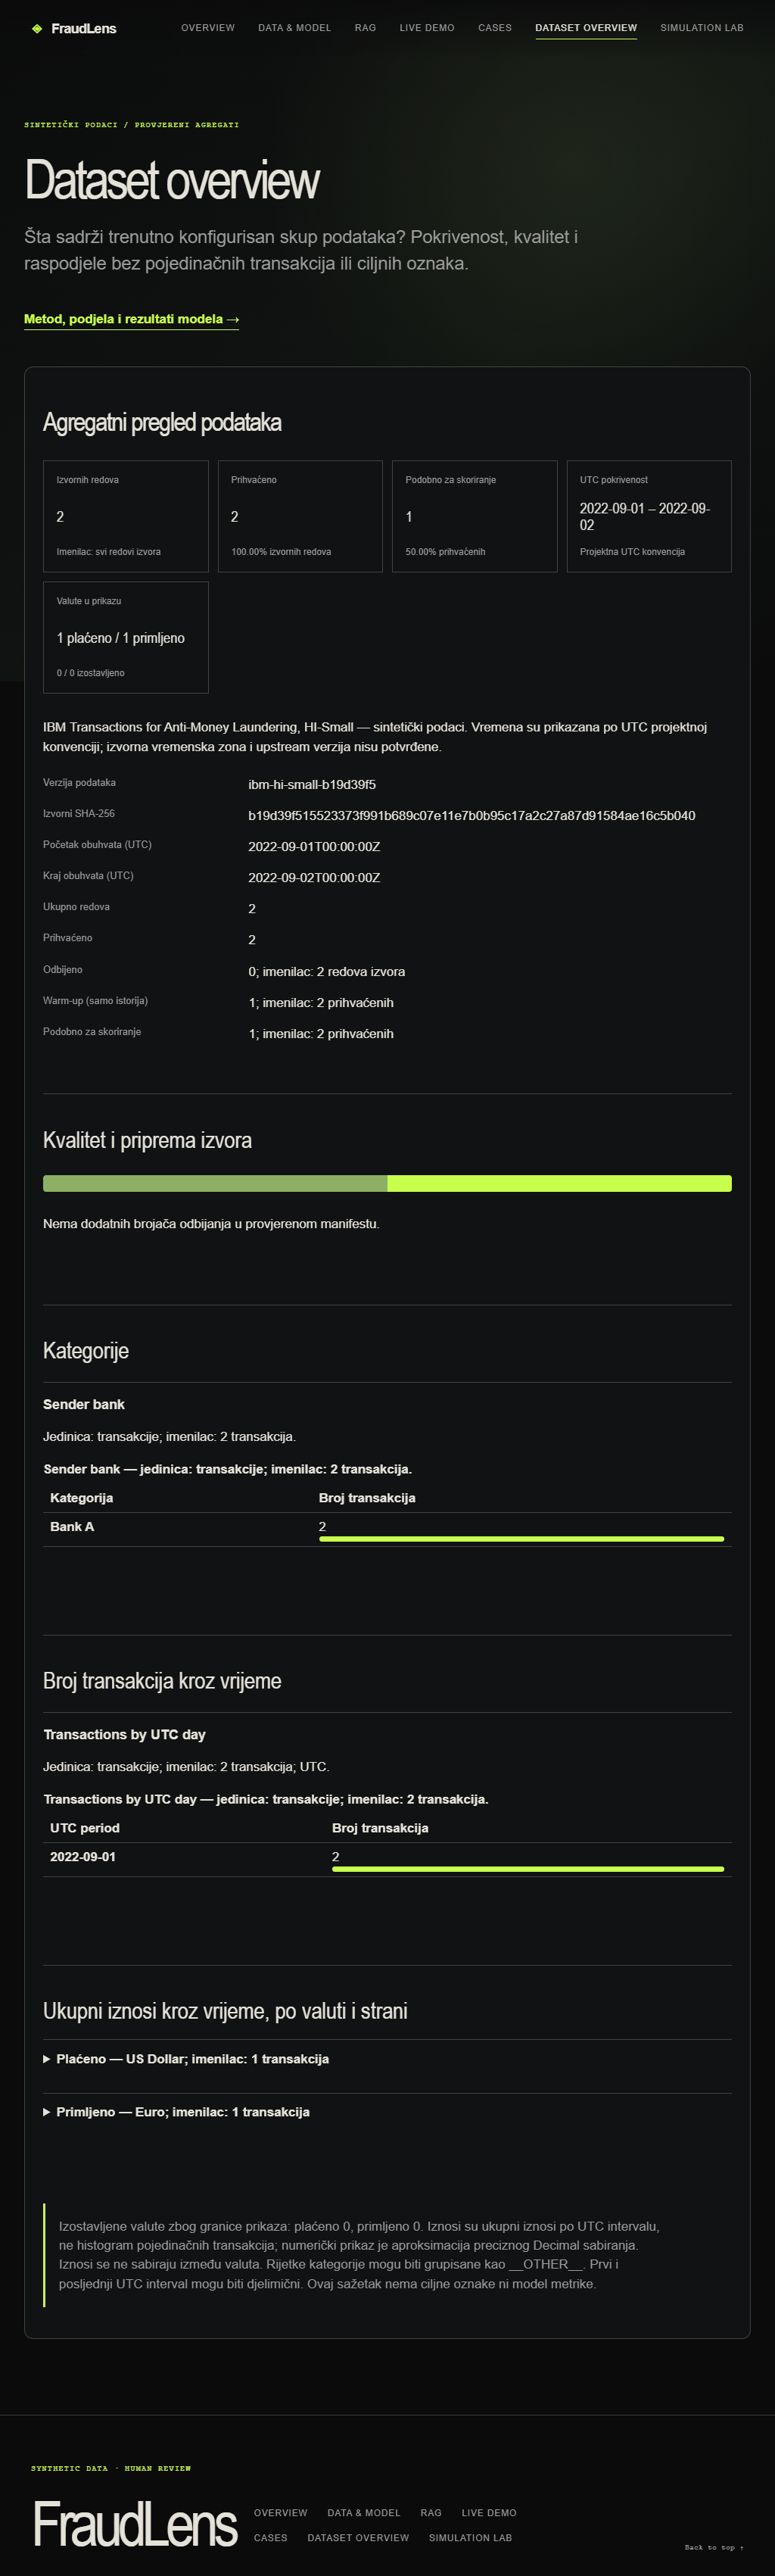 FraudLens
OVERVIEW
DATA & MODEL
RAG
LIVE DEMO
CASES
DATASET OVERVIEW
SIMULATION LAB
SINTETIČKI PODACI / PROVJERENI AGREGATI
Dataset overview
Šta sadrži trenutno konfigurisan skup podataka? Pokrivenost, kvalitet i
raspodjele bez pojedinačnih transakcija ili ciljnih oznaka.
Metod, podjela i rezultati modela →
Agregatni pregled podataka
Izvornih redova
2
Imenilac: svi redovi izvora
Prihvaćeno
2
100.00% izvornih redova
Podobno za skoriranje
1
50.00% prihvaćenih
UTC pokrivenost
2022-09-01 – 2022-09-
02
Projektna UTC konvencija
Valute u prikazu
1 plaćeno / 1 primljeno
0 / 0 izostavljeno
IBM Transactions for Anti-Money Laundering, HI-Small — sintetički podaci. Vremena su prikazana po UTC projektnoj
konvenciji; izvorna vremenska zona i upstream verzija nisu potvrđene.
Verzija podataka
ibm-hi-small-b19d39f5
Izvorni SHA-256
b19d39f515523373f991b689c07e11e7b0b95c17a2c27a87d91584ae16c5b040
Početak obuhvata (UTC)
2022-09-01T00:00:00Z
Kraj obuhvata (UTC)
2022-09-02T00:00:00Z
Ukupno redova
2
Prihvaćeno
2
Odbijeno
0; imenilac: 2 redova izvora
Warm-up (samo istorija)
1; imenilac: 2 prihvaćenih
Podobno za skoriranje
1; imenilac: 2 prihvaćenih
Kvalitet i priprema izvora
Nema dodatnih brojača odbijanja u provjerenom manifestu.
Kategorije
Sender bank
Jedinica: transakcije; imenilac: 2 transakcija.
Sender bank — jedinica: transakcije; imenilac: 2 transakcija.
Kategorija
Broj transakcija
Bank A
2
Broj transakcija kroz vrijeme
Transactions by UTC day
Jedinica: transakcije; imenilac: 2 transakcija; UTC.
Transactions by UTC day — jedinica: transakcije; imenilac: 2 transakcija.
UTC period
Broj transakcija
2022-09-01
2
Ukupni iznosi kroz vrijeme, po valuti i strani
▶ Plaćeno — US Dollar; imenilac: 1 transakcija
▶ Primljeno — Euro; imenilac: 1 transakcija
Izostavljene valute zbog granice prikaza: plaćeno 0, primljeno 0. Iznosi su ukupni iznosi po UTC intervalu,
ne histogram pojedinačnih transakcija; numerički prikaz je aproksimacija preciznog Decimal sabiranja.
Iznosi se ne sabiraju između valuta. Rijetke kategorije mogu biti grupisane kao __OTHER__. Prvi i
posljednji UTC interval mogu biti djelimični. Ovaj sažetak nema ciljne oznake ni model metrike.
SYNTHETIC DATA · HUMAN REVIEW
FraudLens
OVERVIEW
DATA & MODEL
RAG
LIVE DEMO
CASES
DATASET OVERVIEW
SIMULATION LAB
Back to top ↑